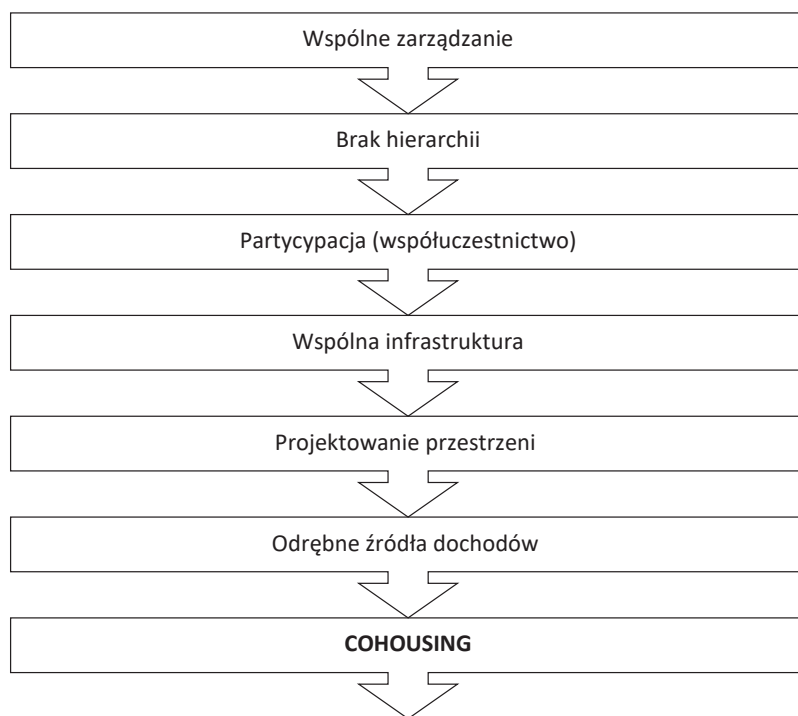 Wspólne zarządzanie
Brak hierarchii
Partycypacja (współuczestnictwo)
Wspólna infrastruktura
Projektowanie przestrzeni
Odrębne źródła dochodów
COHOUSING